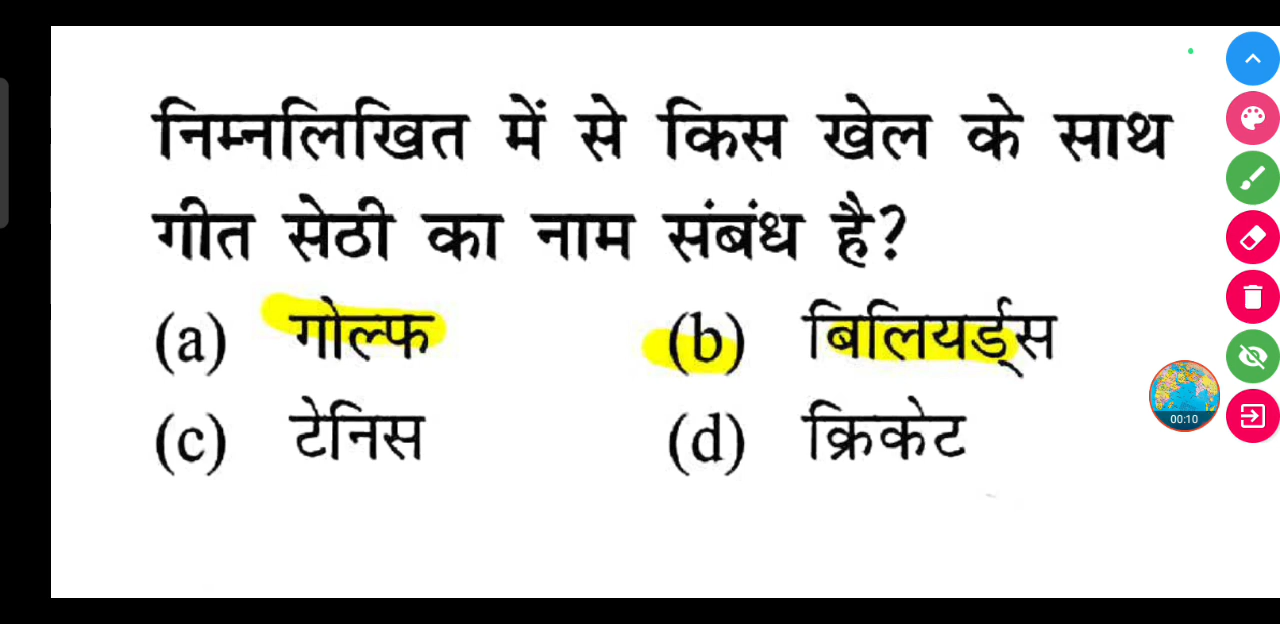 निम्नलिखित में से किस खेल के साथ
गीत सेठी का नाम संबंध है?
(a) गोल्फ (b) बिलियर्ड्स
(c) टेनिस (d) क्रिकेट
00:10